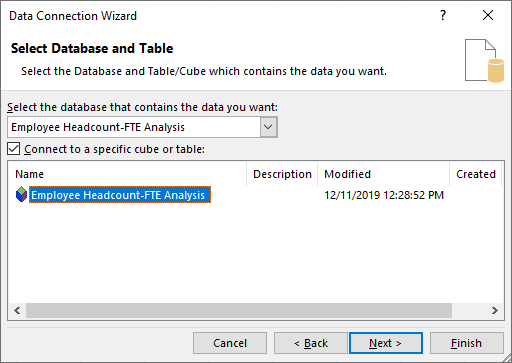 Data Connection Wizard
?
Select Database and Table
Select the Database and Table/Cube which contains the data you want.
Select the database that contains the data you want:
Employee Headcount-FTE Analysis
Connect to a specific cube or table:
Name Description Modified Created
Employee Headcount-FTE Analysis 12/11/2019 12:28:52 PM
Cancel < Back Next > Finish